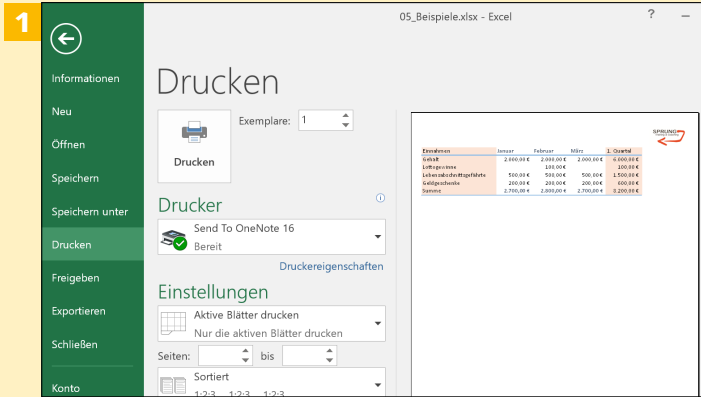 1
05_Beispiele.xlsx - Excel
?
Informationen
Neu
Öffnen
Speichern
Speichern unter
Drucken
Freigeben
Exportieren
Schließen
Konto
Drucken
Exemplare: 1
Drucken
Drucker
Send To OneNote 16
Bereit
Druckereigenschaften
Einstellungen
Aktive Blätter drucken
Nur die aktiven Blätter drucken
Seiten: bis
Sortiert
1;2;3 1;2;3 1;2;3
SPRUNG
Einnahmen Januar Februar März 1. Quartal
Gehalt 2.000,00 € 2.000,00 € 2.000,00 € 6.000,00 €
Lottogewinne 100,00 € 100,00 €
Lebensabschnittsgefährte 500,00 € 500,00 € 500,00 € 1.500,00 €
Geldgeschenke 200,00 € 200,00 € 200,00 € 600,00 €
Summe 2.700,00 € 2.800,00 € 2.700,00 € 8.200,00 €